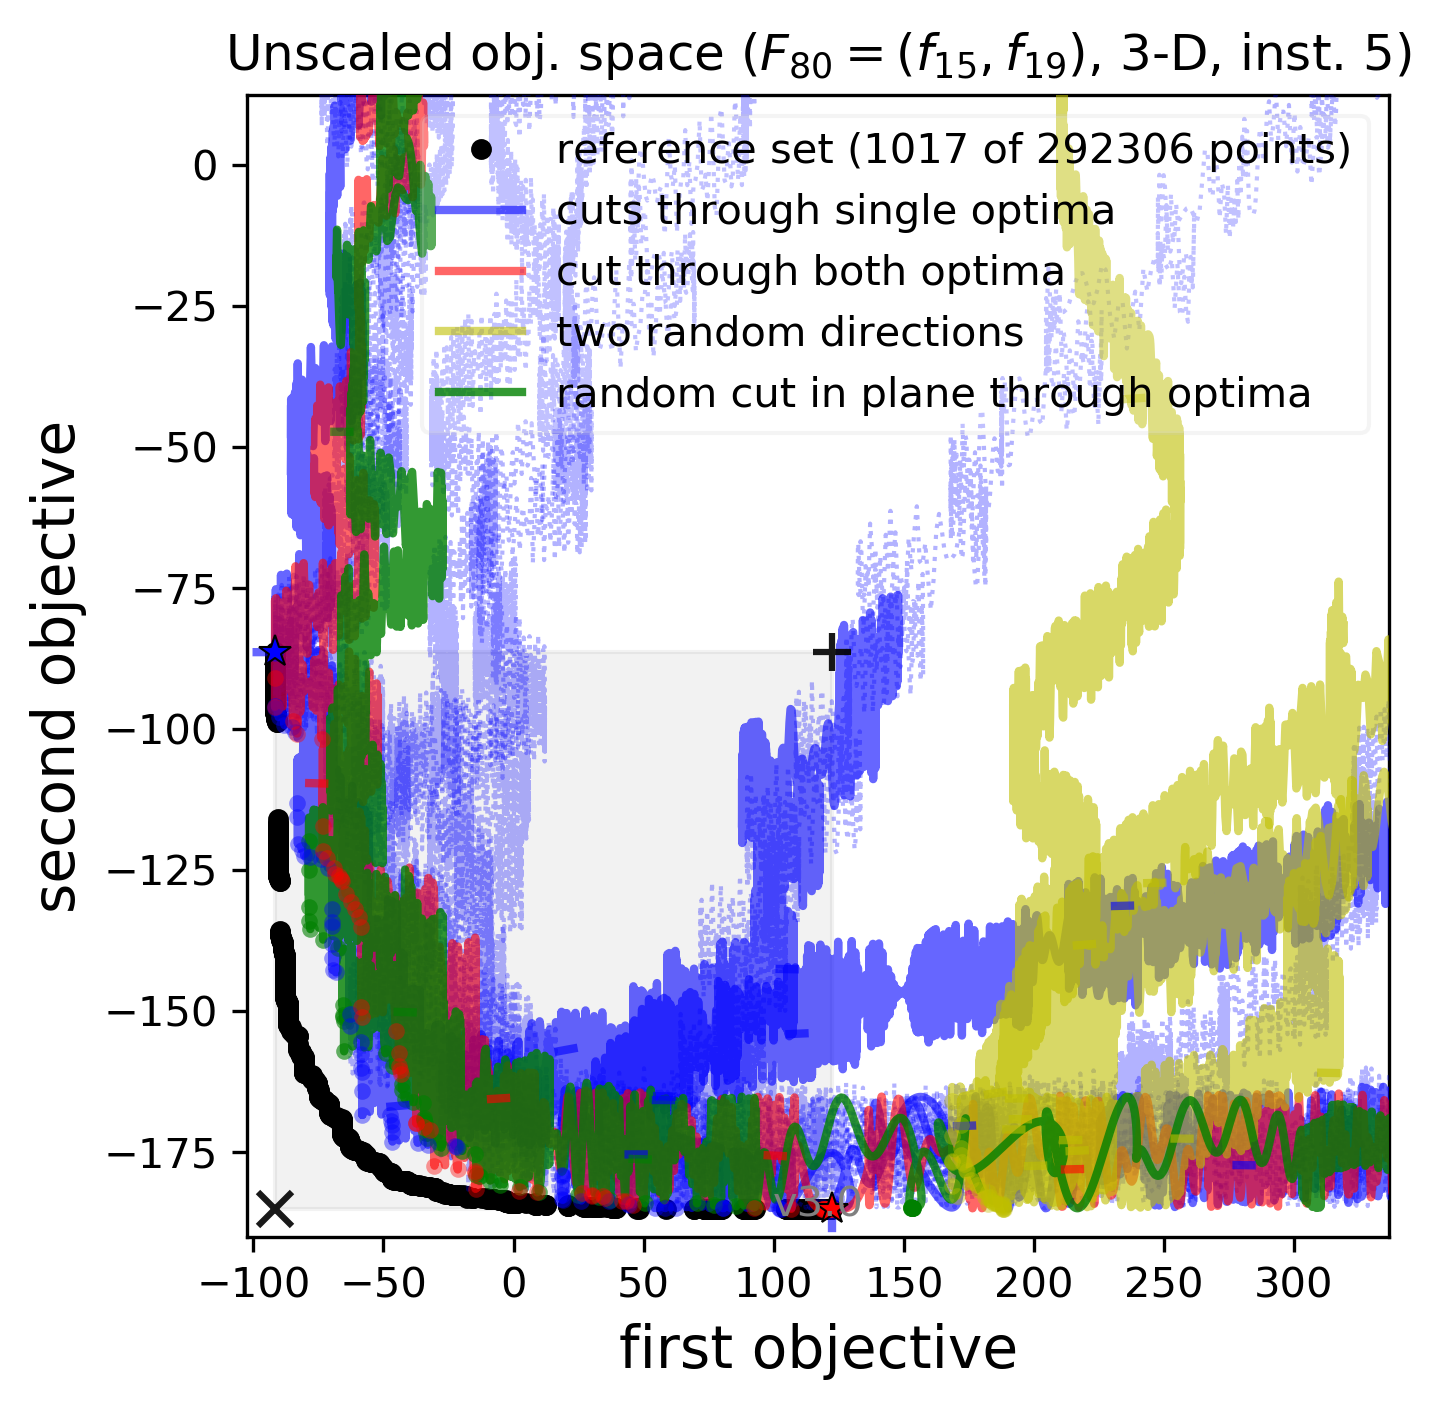 Unscaled obj. space (F80 = (f15, f19), 3-D, inst. 5)
reference set (1017 of 292306 points)
cuts through single optima
cut through both optima
two random directions
random cut in plane through optima
second objective
0
−25
−50
−75
−100
−125
−150
−175
v3.0
−100 −50 0 50 100 150 200 250 300
first objective